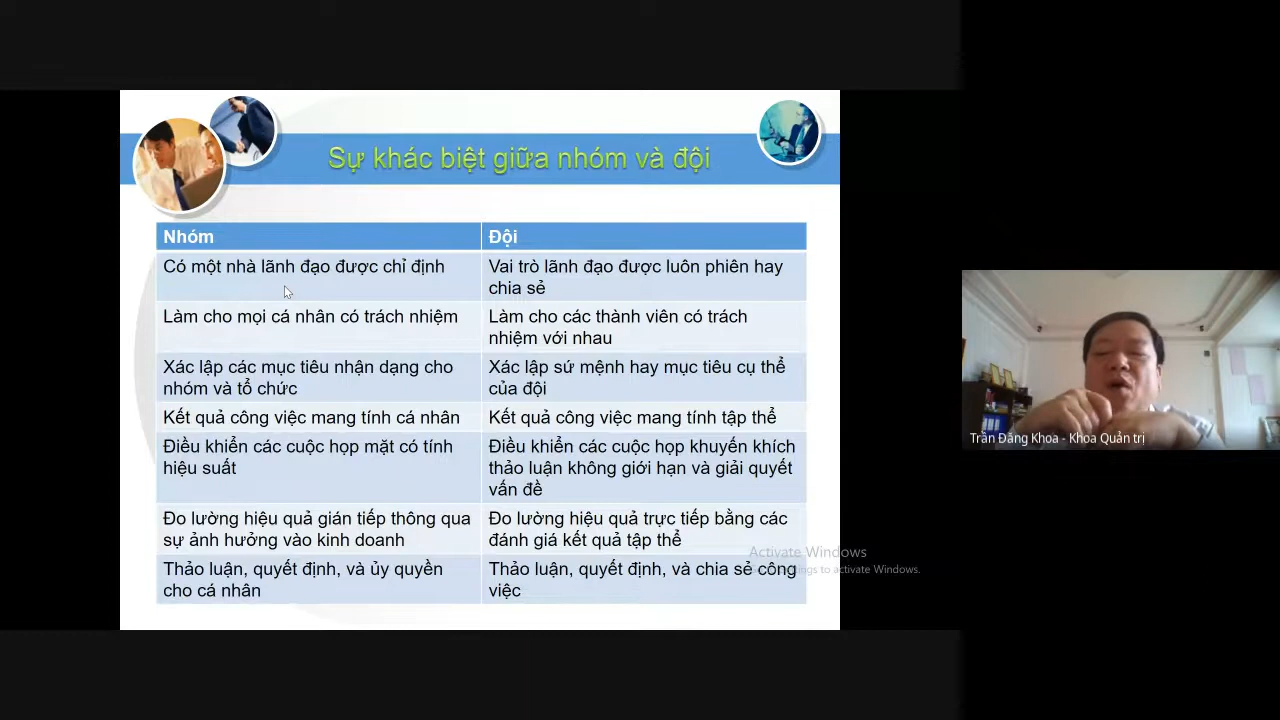 Sự khác biệt giữa nhóm và đội
Nhóm
Đội
Có một nhà lãnh đạo được chỉ định
Vai trò lãnh đạo được luôn phiên hay
chia sẻ
Làm cho mọi cá nhân có trách nhiệm
Làm cho các thành viên có trách
nhiệm với nhau
Xác lập các mục tiêu nhận dạng cho
nhóm và tổ chức
Xác lập sứ mệnh hay mục tiêu cụ thể
của đội
Kết quả công việc mang tính cá nhân
Kết quả công việc mang tính tập thể
Điều khiển các cuộc họp mặt có tính
hiệu suất
Điều khiển các cuộc họp khuyến khích
thảo luận không giới hạn và giải quyết
vấn đề
Đo lường hiệu quả gián tiếp thông qua
sự ảnh hưởng vào kinh doanh
Đo lường hiệu quả trực tiếp bằng các
đánh giá kết quả tập thể
Thảo luận, quyết định, và ủy quyền
cho cá nhân
Thảo luận, quyết định, và chia sẻ công
việc
Activate Windows
to activate Windows.
Trần Đăng Khoa - Khoa Quản trị